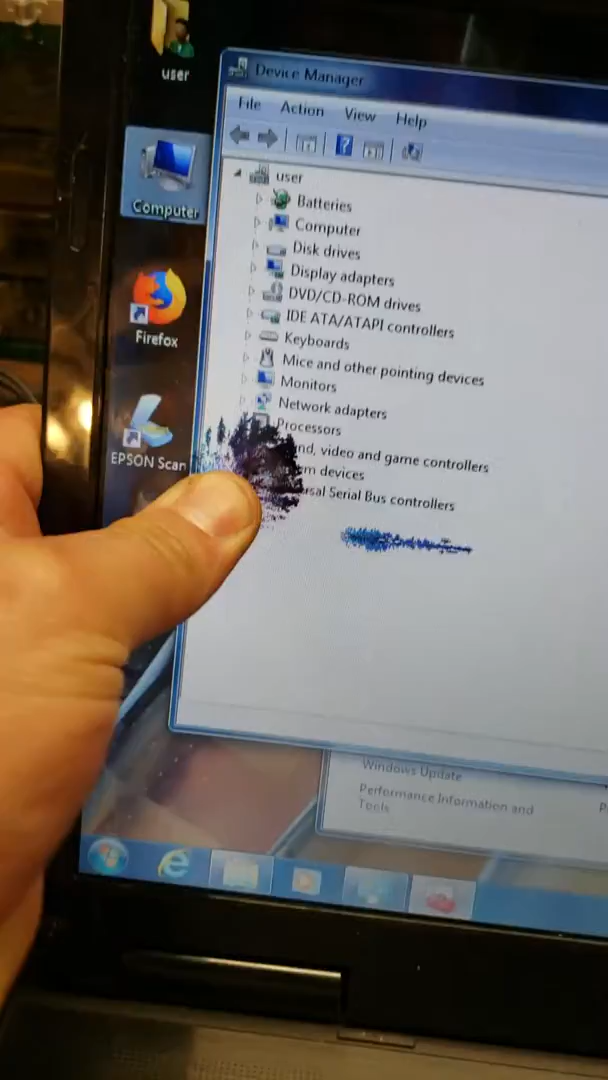 user
Device Manager
File Action View Help
user
Batteries
Computer
Computer
Disk drives
Display adapters
DVD/CD-ROM drives
Firefox
IDE ATA/ATAPI controllers
Keyboards
Mice and other pointing devices
Monitors
Network adapters
EPSON Scan
Processors
nd, video and game controllers
m devices
rsal Serial Bus controllers
Windows Update
Performance Information and
Tools